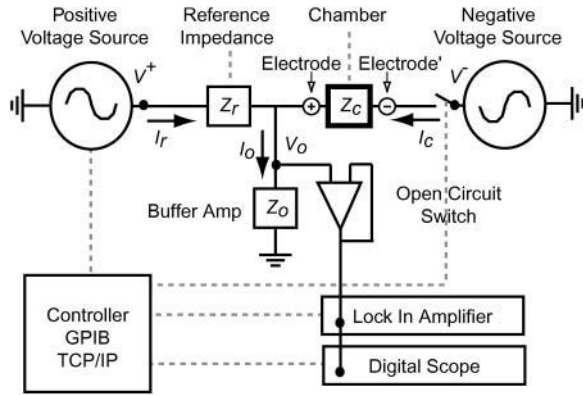 Positive
Voltage Source
Reference
Impedance
Chamber
Negative
Voltage Source
V+
Electrode
Electrode'
V-
Zr
Zc
+
−
Ir
Io
Vo
Ic
Buffer Amp
Zo
Open Circuit
Switch
Controller
GPIB
TCP/IP
Lock In Amplifier
Digital Scope